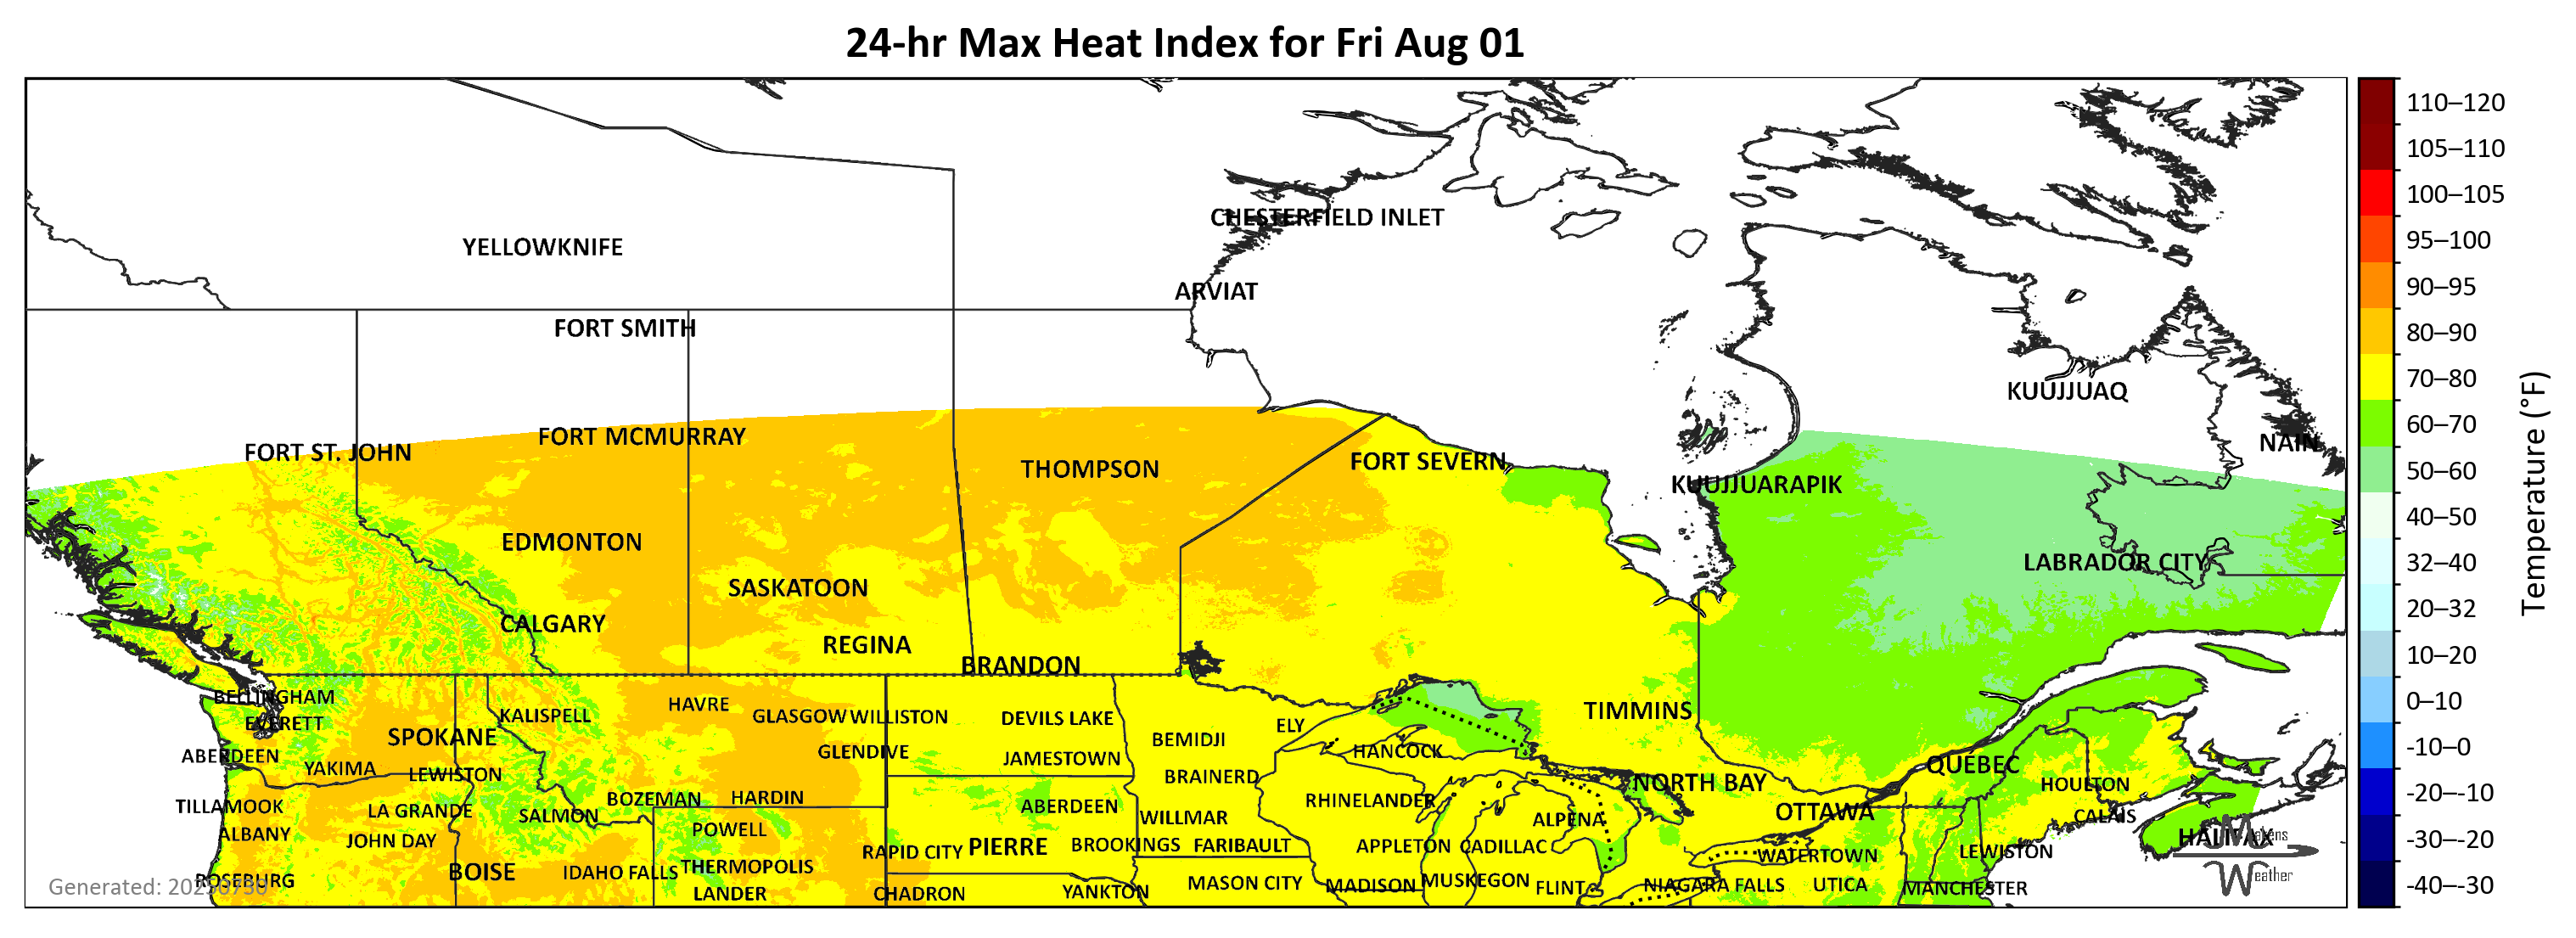 24-hr Max Heat Index for Fri Aug 01
110–120
105–110
100–105
95–100
90–95
80–90
70–80
60–70
50–60
40–50
32–40
20–32
10–20
0–10
-10–0
-20–-10
-30–-20
-40–-30
Temperature (°F)
CHESTERFIELD INLET
YELLOWKNIFE
ARVIAT
FORT SMITH
KUUJJUAQ
FORT MCMURRAY
NAIN
FORT ST. JOHN
FORT SEVERN
THOMPSON
KUUJJUARAPIK
EDMONTON
LABRADOR CITY
SASKATOON
CALGARY
REGINA
BRANDON
BELLINGHAM
HAVRE
TIMMINS
KALISPELL
GLASGOW
WILLISTON
DEVILS LAKE
EVERETT
ELY
SPOKANE
BEMIDJI
HANCOCK
GLENDIVE
ABERDEEN
JAMESTOWN
QUÉBEC
YAKIMA
LEWISTON
BRAINERD
NORTH BAY
HOULTON
BOZEMAN
HARDIN
RHINELANDER
TILLAMOOK
ABERDEEN
LA GRANDE
OTTAWA
SALMON
CALAIS
WILLMAR
ALPENA
POWELL
ALBANY
HALIFAX
JOHN DAY
BROOKINGS
FARIBAULT
APPLETON
CADILLAC
PIERRE
RAPID CITY
LEWISTON
WATERTOWN
THERMOPOLIS
BOISE
IDAHO FALLS
ROSEBURG
MASON CITY
MADISON
MUSKEGON
NIAGARA FALLS
UTICA
FLINT
MANCHESTER
LANDER
CHADRON
YANKTON
Generated: 20250730
Matens
Weather